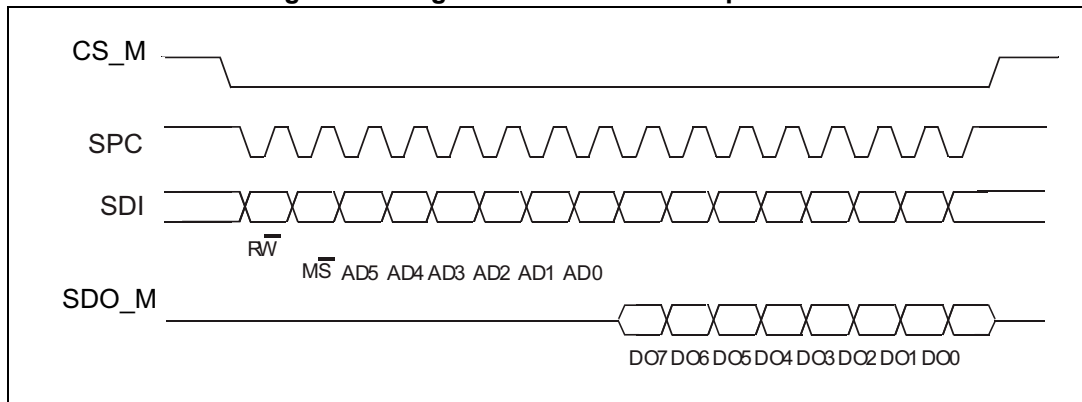 CS_M
SPC
SDI
RW̅
MS̅ AD5 AD4 AD3 AD2 AD1 AD0
SDO_M
DO7 DO6 DO5 DO4 DO3 DO2 DO1 DO0